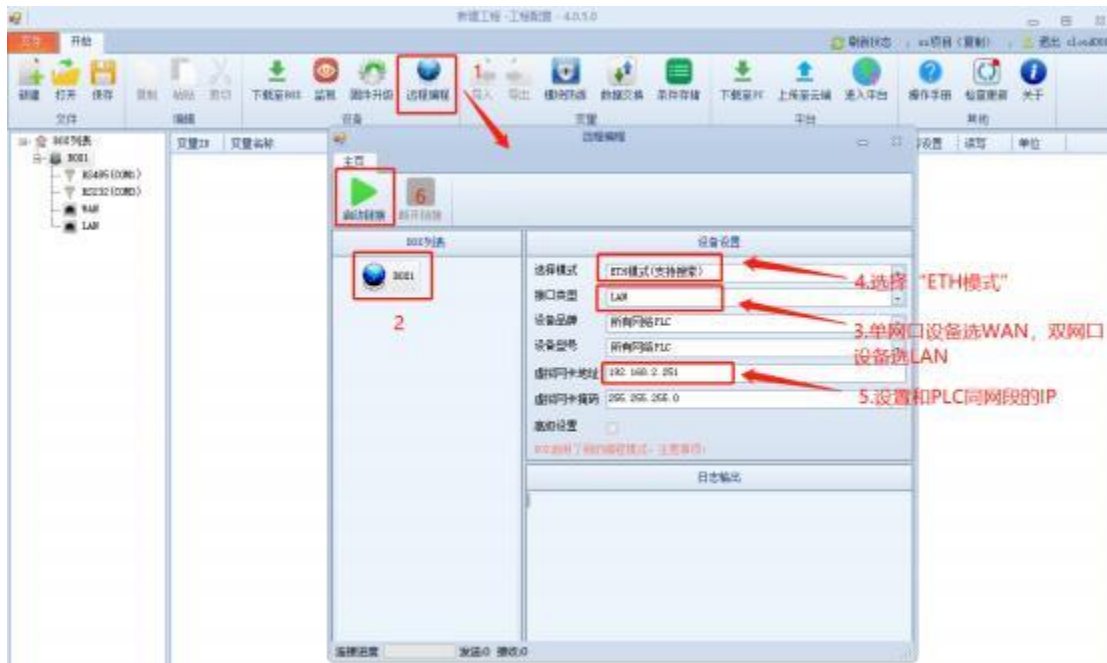 新建工程 -工程配置 - 4.0.5.0
文件 开始
刷新状态
新建 打开 保存 复制 粘贴 剪切 下载至BOX 监视 固件升级 远程编程 导入 导出 数据交换 条件存储 下载至PC 上传至云端 进入平台 操作手册 检查更新 关于
文件 编辑 设备 变量 平台 其他
1
BOX列表
BOX1
RS485(COM1)
RS232(COM2)
WAN
LAN
变量ID 变量名称
读写 单位
远程编程
主页
启动链接 断开链接
6
BOX列表
BOX1
2
设备设置
选择模式 ETH模式(支持搜索)
接口类型 LAN
设备品牌 所有网络PLC
设备型号 所有网络PLC
虚拟网卡地址 192.168.2.251
虚拟网卡掩码 255.255.255.0
高级设置
4.选择“ETH模式”
3.单网口设备选WAN，双网口
设备选LAN
5.设置和PLC同网段的IP
日志输出
连接进度 发送:0 接收:0